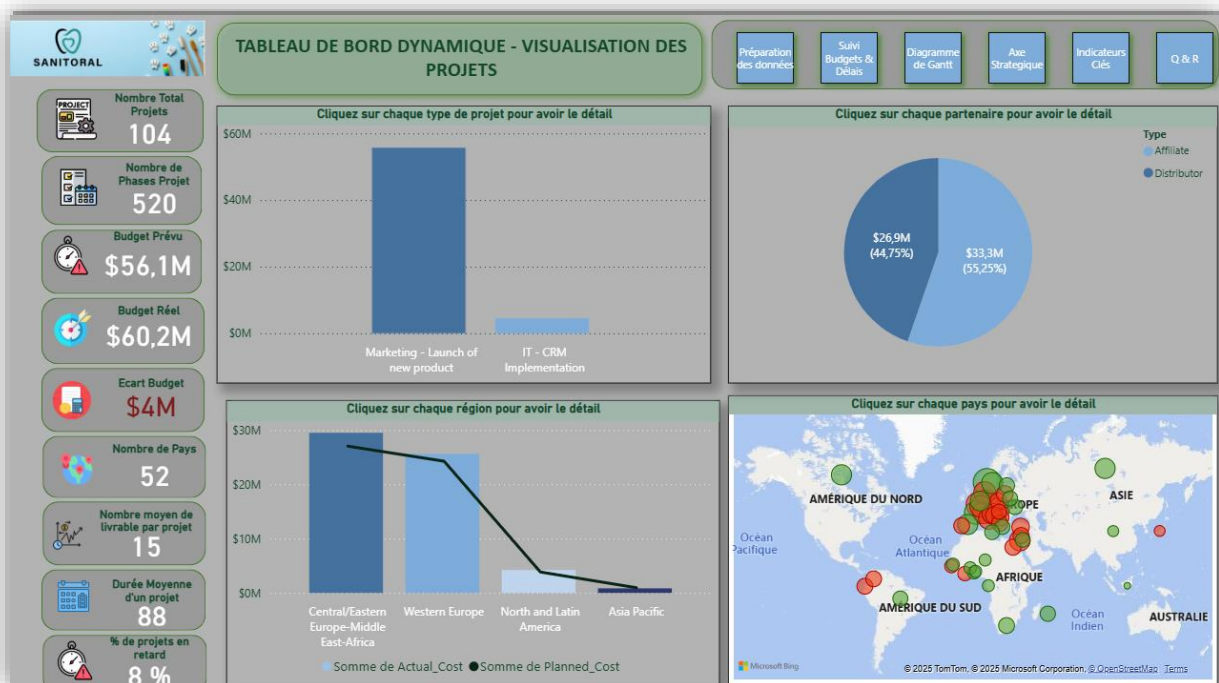 SANITORAL
TABLEAU DE BORD DYNAMIQUE - VISUALISATION DES
PROJETS
Préparation
des données
Suivi
Budgets &
Délais
Diagramme
de Gantt
Axe
Strategique
Indicateurs
Clés
Q & R
Nombre Total
Projets
104
Nombre de
Phases Projet
520
Budget Prévu
$56,1M
Budget Réel
$60,2M
Ecart Budget
$4M
Nombre de Pays
52
Nombre moyen de
livrable par projet
15
Durée Moyenne
d'un projet
88
% de projets en
retard
8 %
PROJECT
Cliquez sur chaque type de projet pour avoir le détail
$60M
$40M
$20M
$0M
Marketing - Launch of
new product
IT - CRM
Implementation
Cliquez sur chaque partenaire pour avoir le détail
Type
Affiliate
Distributor
$26,9M
(44,75%)
$33,3M
(55,25%)
Cliquez sur chaque région pour avoir le détail
$30M
$20M
$10M
$0M
Central/Eastern
Europe-Middle
East-Africa
Western Europe
North and Latin
America
Asia Pacific
Somme de Actual_Cost
Somme de Planned_Cost
Cliquez sur chaque pays pour avoir le détail
AMÉRIQUE DU NORD
ASIE
Océan
Pacifique
Océan
Atlantique
AFRIQUE
AMÉRIQUE DU SUD
Océan
Indien
AUSTRALIE
Microsoft Bing
© 2025 TomTom, © 2025 Microsoft Corporation, © OpenStreetMap Terms